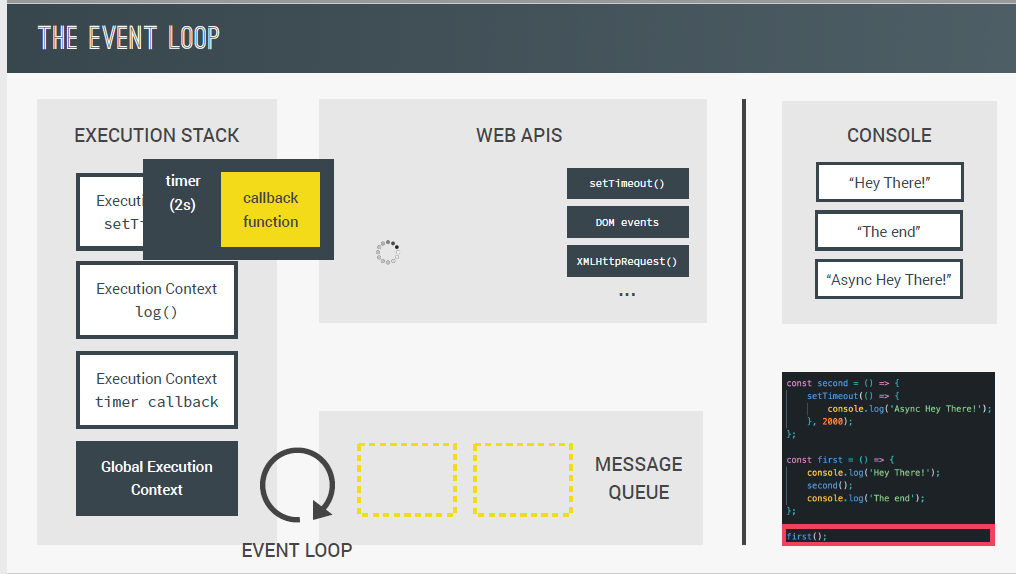 THE EVENT LOOP
EXECUTION STACK
timer
(2s)
callback
function
Execution Context
log()
Execution Context
timer callback
Global Execution
Context
EVENT LOOP
WEB APIS
setTimeout()
DOM events
XMLHttpRequest()
...
MESSAGE
QUEUE
CONSOLE
“Hey There!”
“The end”
“Async Hey There!”
const second = () => {
setTimeout(() => {
console.log('Async Hey There!');
}, 2000);
};
const first = () => {
console.log('Hey There!');
second();
console.log('The end');
};
first();